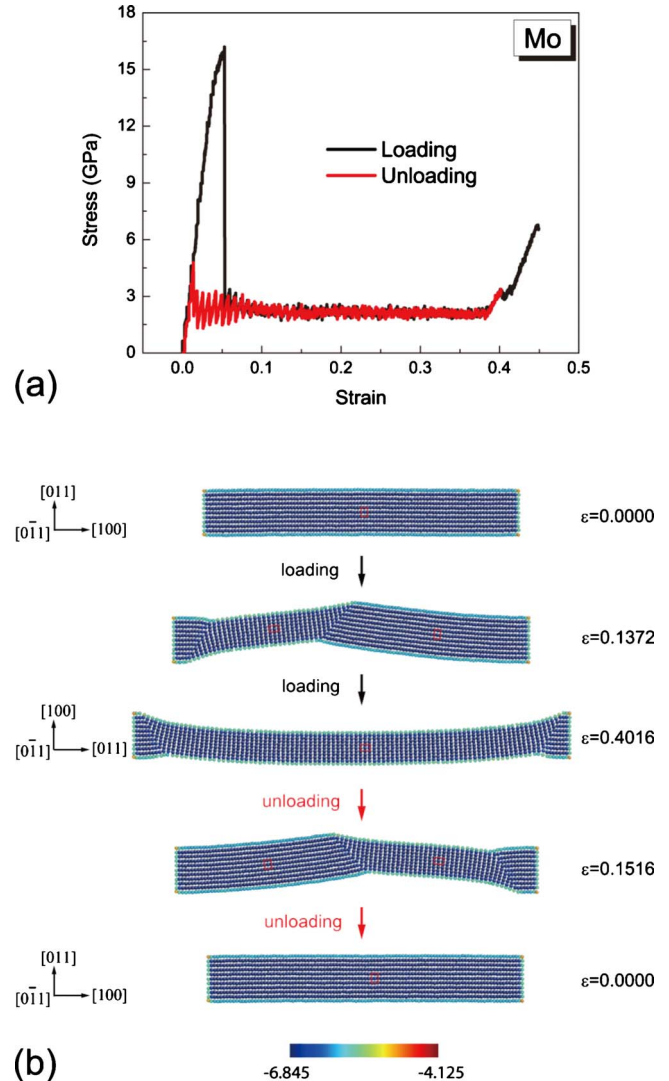 18
Mo
15
12
Loading
Unloading
9
Stress (GPa)
6
3
0
0.0 0.1 0.2 0.3 0.4 0.5
Strain
(a)
[011]
[01̄1] [100]
ε=0.0000
loading
ε=0.1372
loading
[100]
[01̄1] [011]
ε=0.4016
unloading
ε=0.1516
unloading
[011]
[01̄1] [100]
ε=0.0000
(b)
-6.845 -4.125